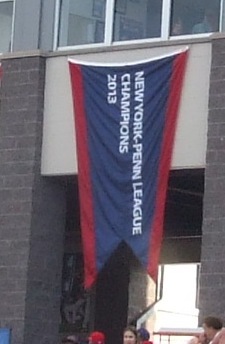 NEW YORK-PENN LEAGUE
CHAMPIONS
2013